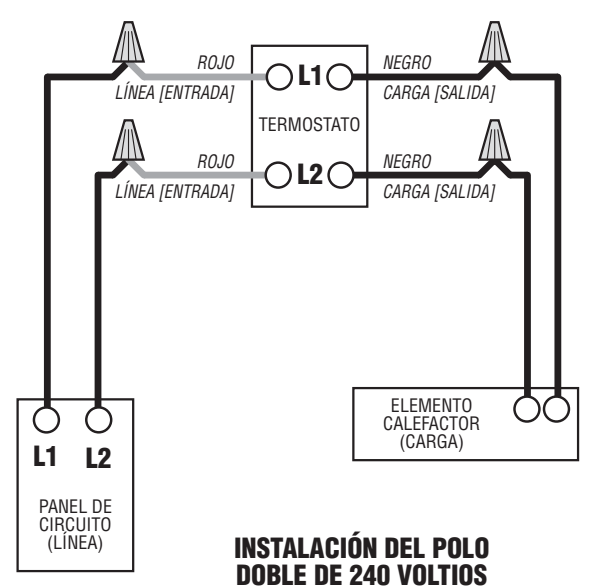 ROJO
LÍNEA [ENTRADA]
L1
NEGRO
CARGA [SALIDA]
TERMOSTATO
ROJO
LÍNEA [ENTRADA]
L2
NEGRO
CARGA [SALIDA]
L1 L2
PANEL DE
CIRCUITO
(LÍNEA)
ELEMENTO
CALEFACTOR
(CARGA)
INSTALACIÓN DEL POLO
DOBLE DE 240 VOLTIOS